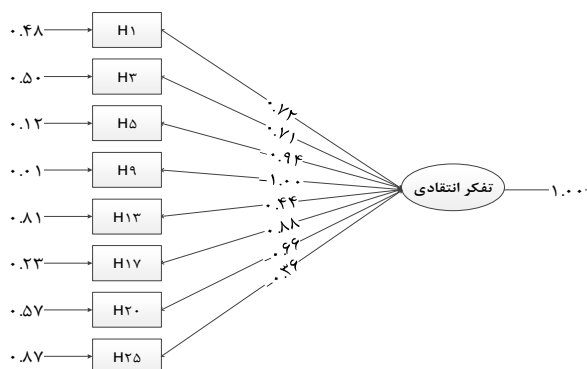 ۰.۴۸ H۱ ۰.۷۲
۰.۵۰ H۳ ۰.۷۱
۰.۱۲ H۵ -۰.۹۴
۰.۰۱ H۹ -۱.۰۰
تفکر انتقادی ۱.۰۰
۰.۸۱ H۱۳ ۰.۴۴
۰.۲۳ H۱۷ ۰.۸۸
۰.۵۷ H۲۰ -۰.۶۶
۰.۸۷ H۲۵ -۰.۳۶